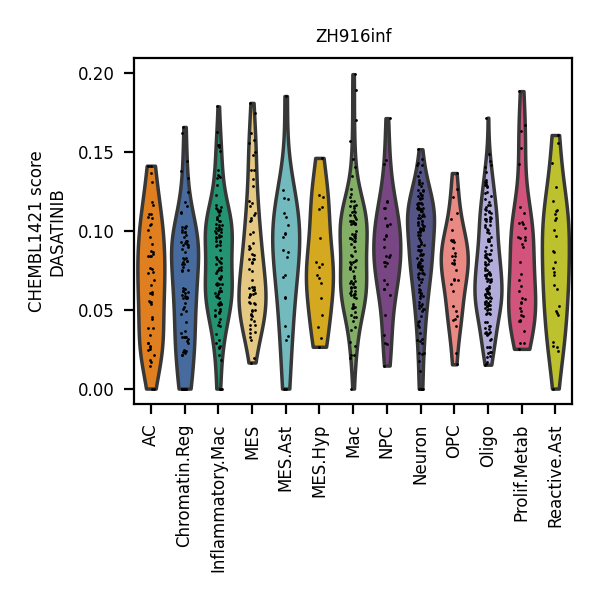 ZH916inf
CHEMBL1421 score
DASATINIB
0.20
0.15
0.10
0.05
0.00
AC
Chromatin.Reg
Inflammatory.Mac
MES
MES.Ast
MES.Hyp
Mac
NPC
Neuron
OPC
Oligo
Prolif.Metab
Reactive.Ast